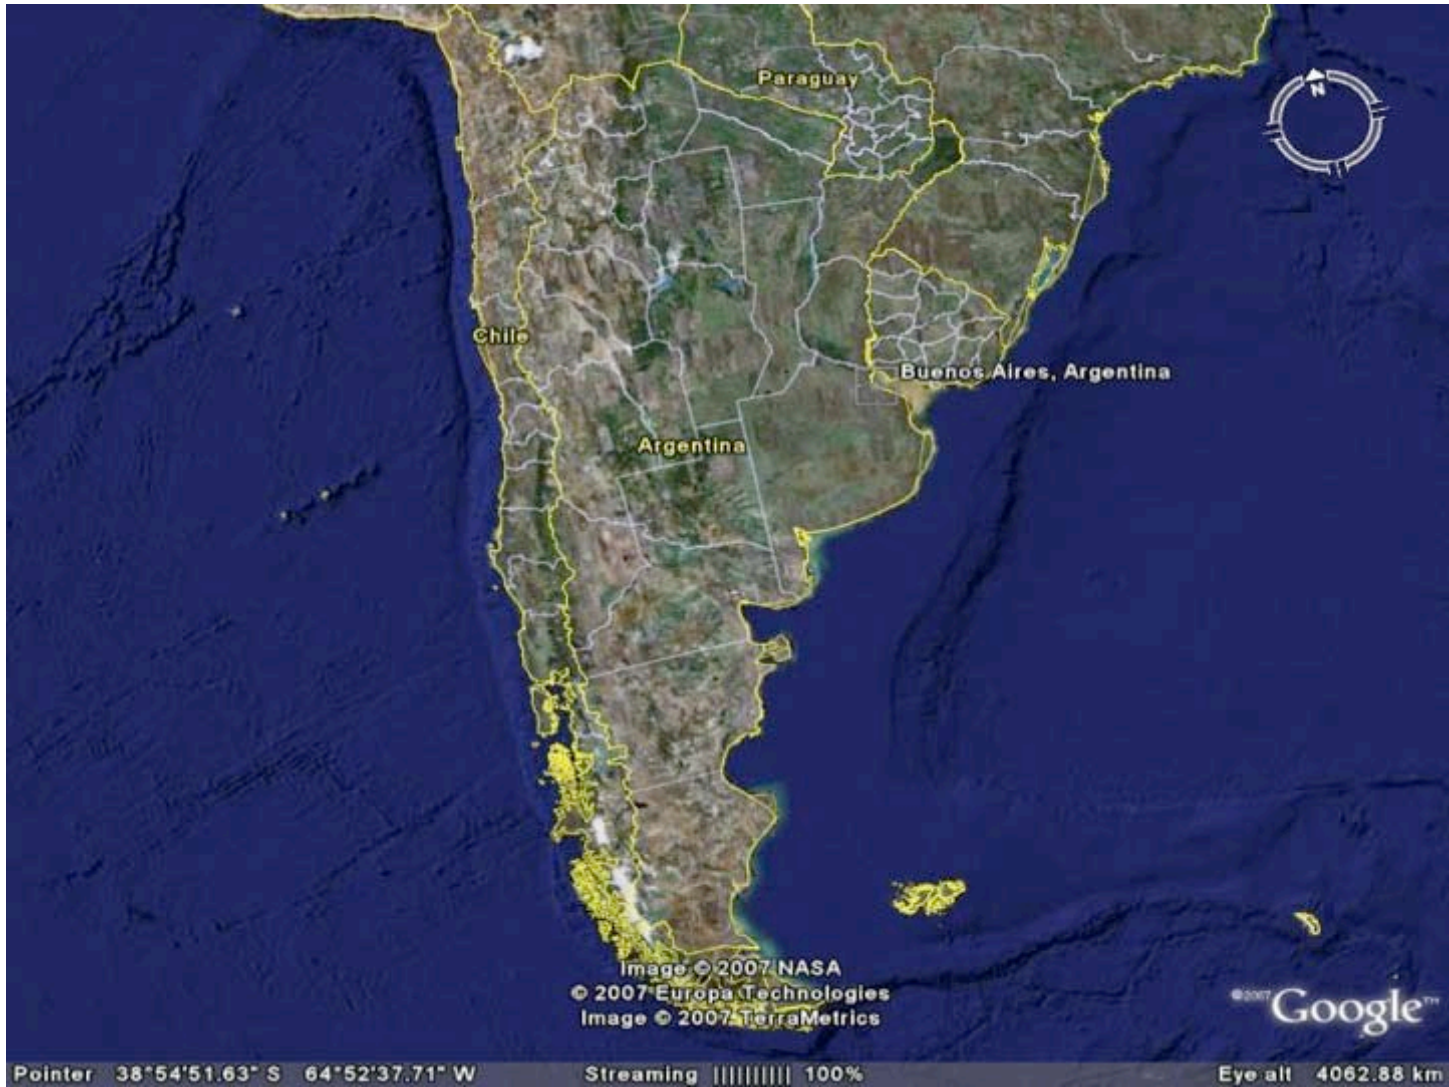 Paraguay
N
Chile
Buenos Aires, Argentina
Argentina
Image © 2007 NASA
© 2007 Europa Technologies
Image © 2007 TerraMetrics
©2007 Google™
Pointer 38°54'51.63" S 64°52'37.71" W Streaming |||||||||| 100% Eye alt 4062.88 km